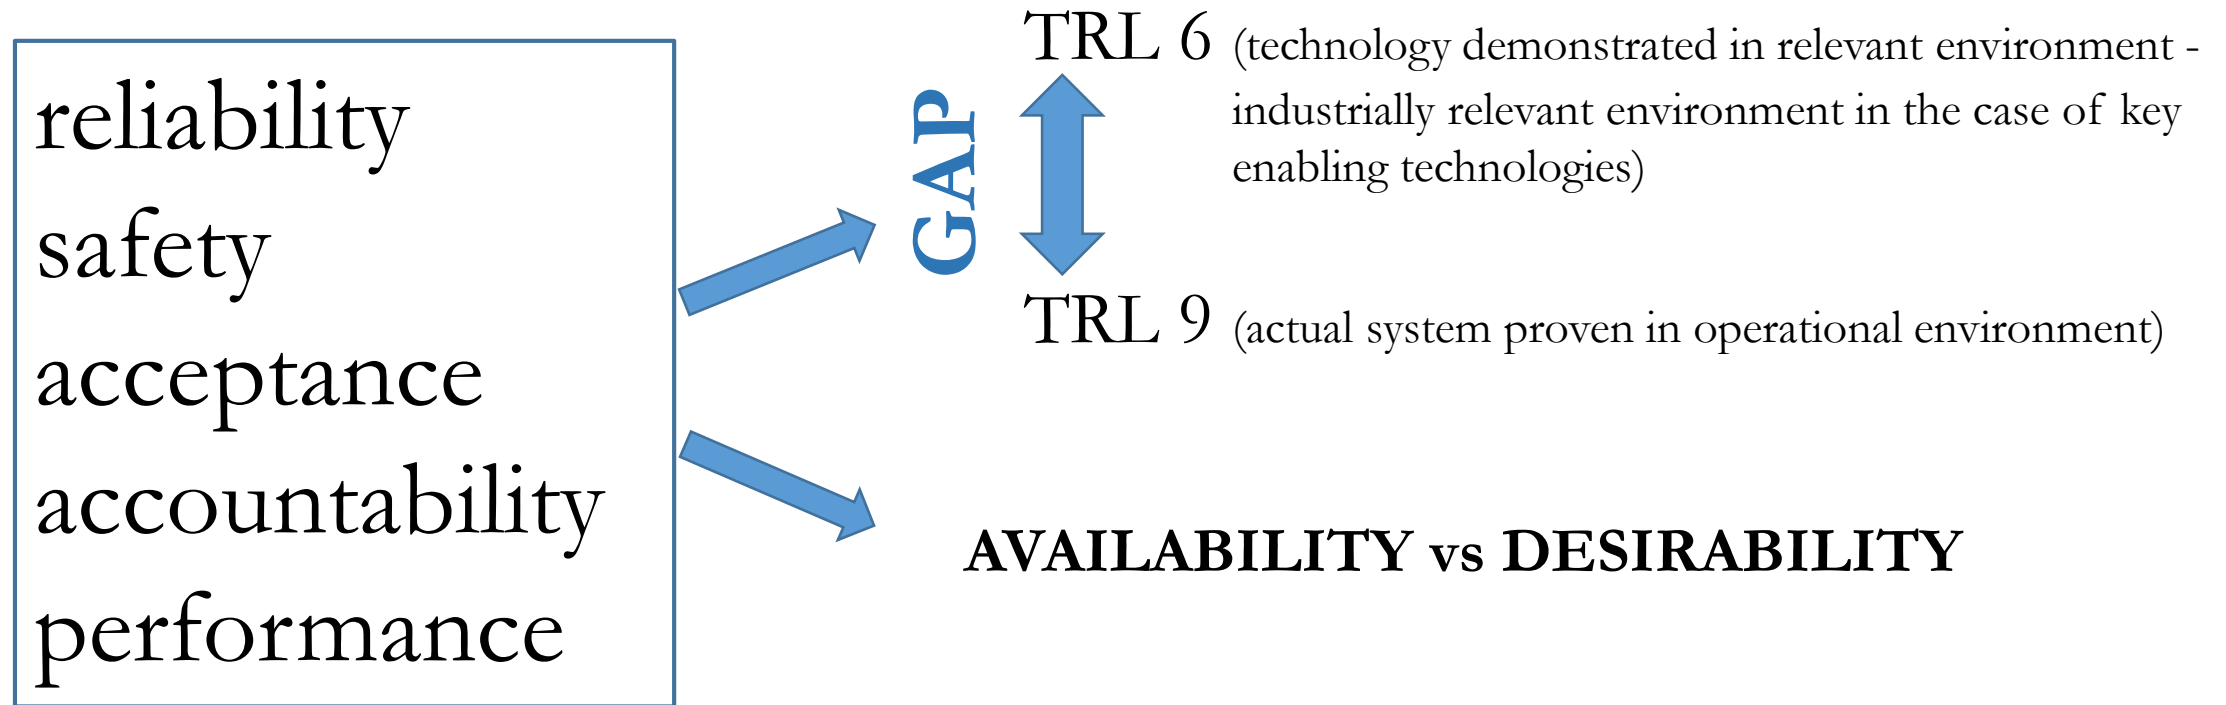 reliability
safety
acceptance
accountability
performance
GAP
TRL 6 (technology demonstrated in relevant environment -
industrially relevant environment in the case of key
enabling technologies)
TRL 9 (actual system proven in operational environment)
AVAILABILITY vs DESIRABILITY